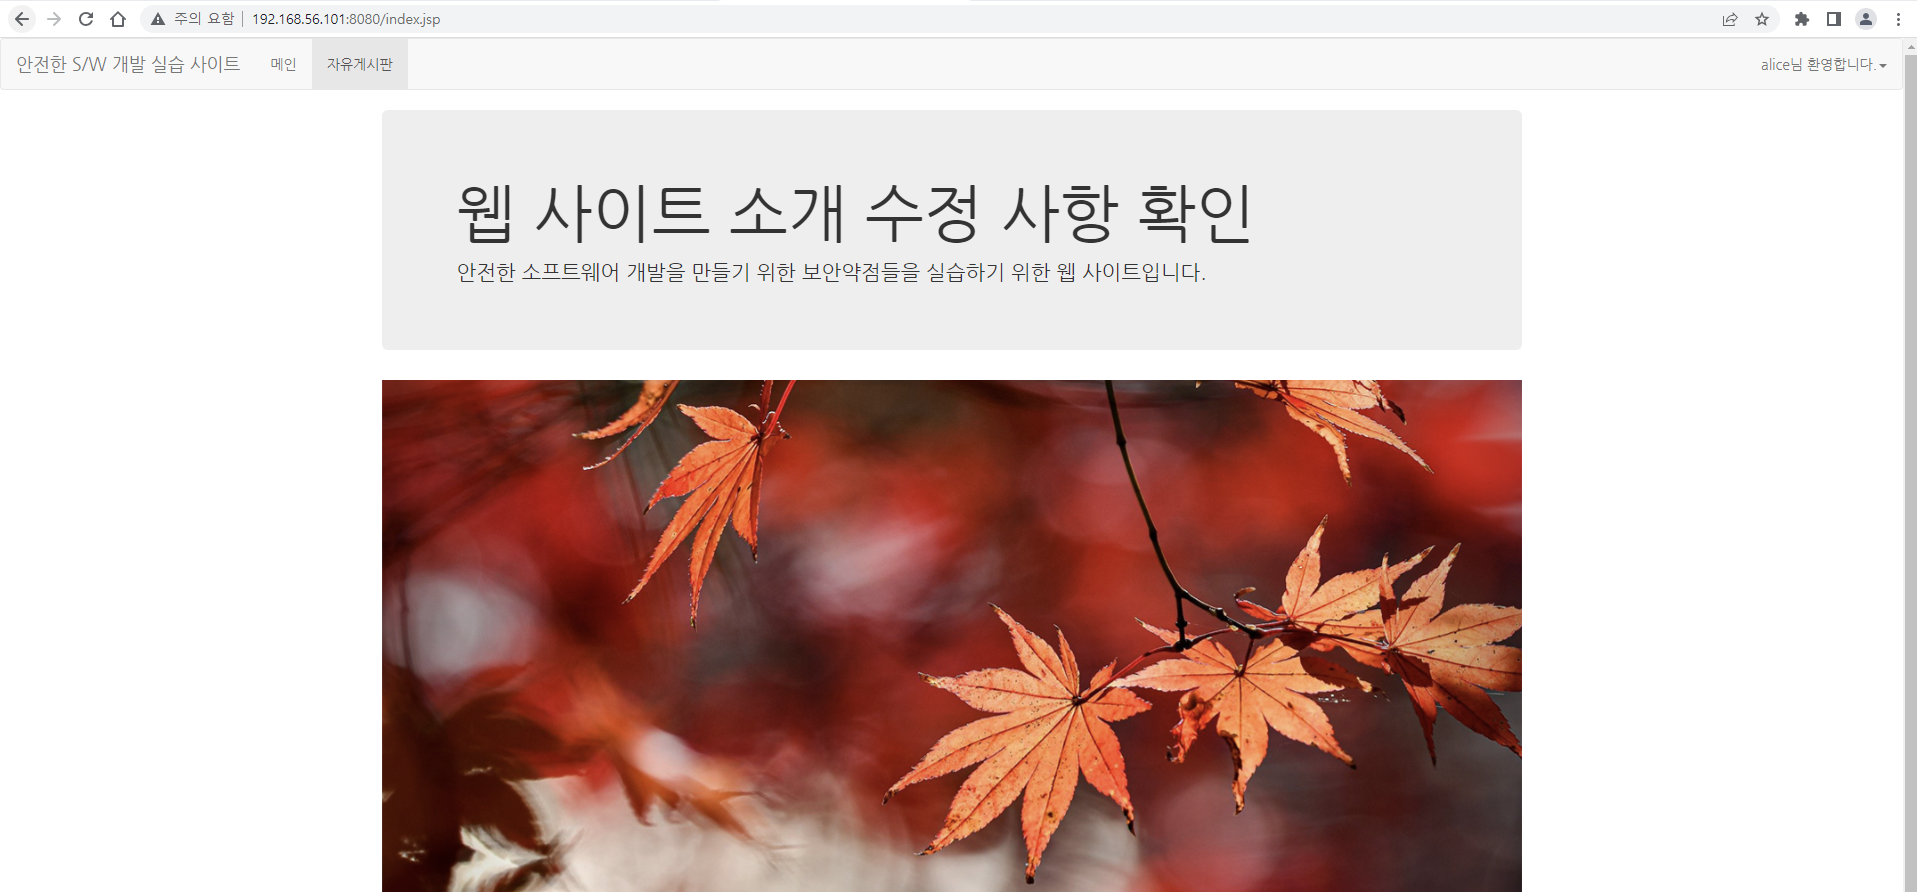 주의 요함 192.168.56.101:8080/index.jsp
안전한 S/W 개발 실습 사이트 메인 자유게시판 alice님 환영합니다.
웹 사이트 소개 수정 사항 확인
안전한 소프트웨어 개발을 만들기 위한 보안약점들을 실습하기 위한 웹 사이트입니다.